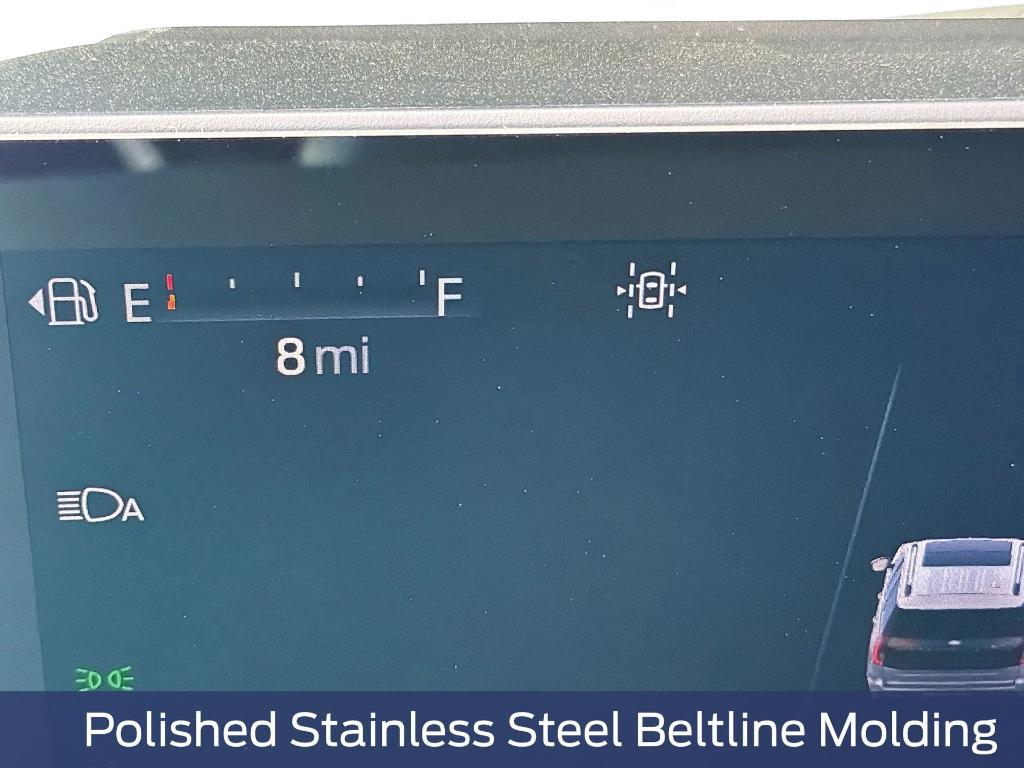 E F
8 mi
A
Polished Stainless Steel Beltline Molding